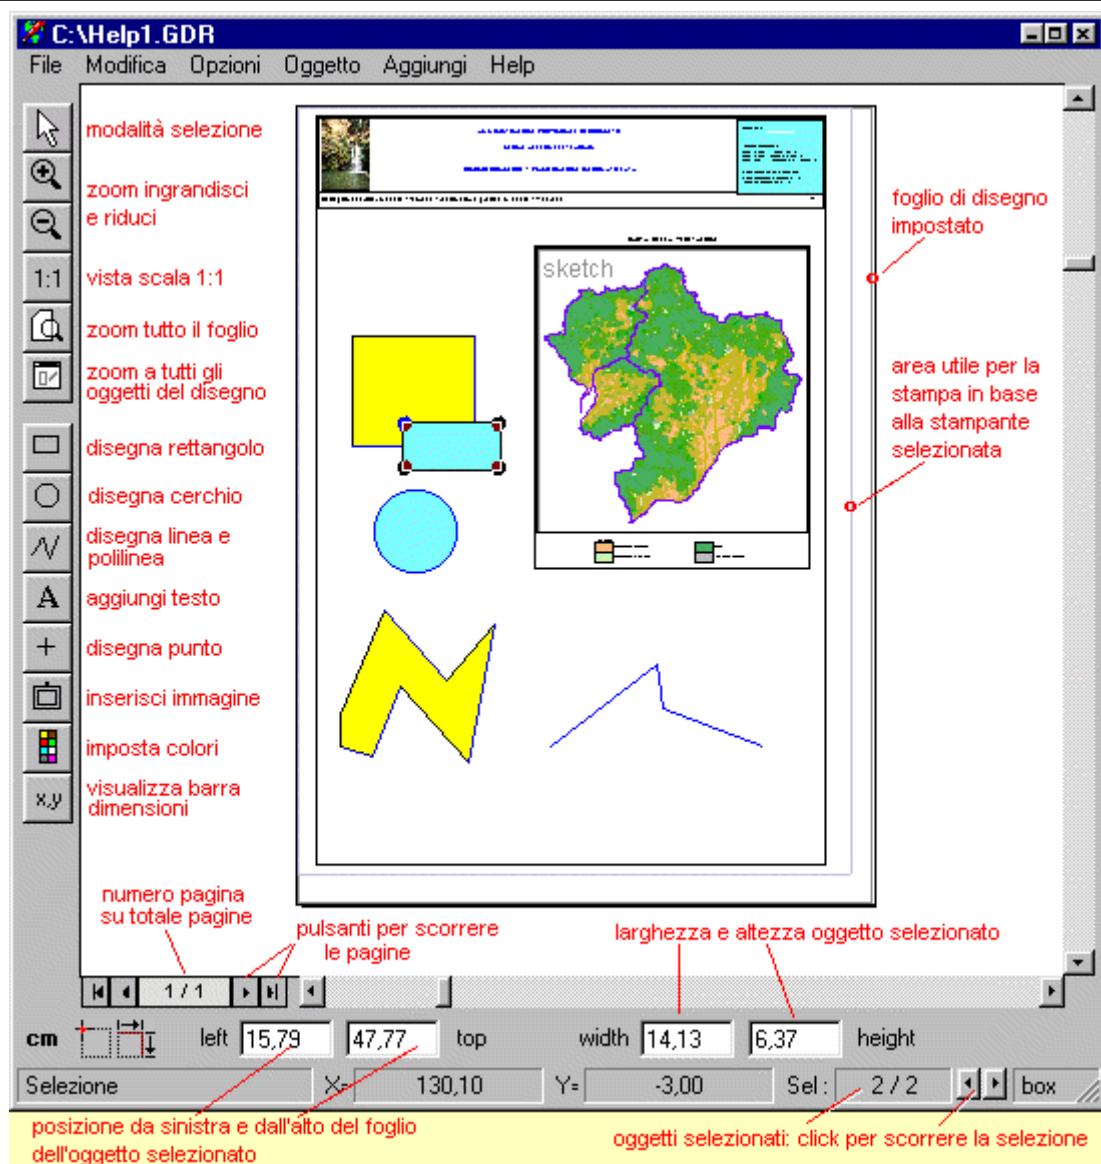 C:\Help1.GDR
File Modifica Opzioni Oggetto Aggiungi Help
modalità selezione
zoom ingrandisci
e riduci
1:1 vista scala 1:1
zoom tutto il foglio
zoom a tutti gli
oggetti del disegno
disegna rettangolo
disegna cerchio
disegna linea e
polilinea
A aggiungi testo
disegna punto
inserisci immagine
imposta colori
x,y visualizza barra
dimensioni
sketch
foglio di disegno
impostato
area utile per la
stampa in base
alla stampante
selezionata
numero pagina
su totale pagine
pulsanti per scorrere
le pagine
larghezza e altezza oggetto selezionato
1 / 1
cm left 15,79 47,77 top width 14,13 6,37 height
Selezione X= 130,10 Y= -3,00 Sel : 2 / 2 box
posizione da sinistra e dall'alto del foglio
dell'oggetto selezionato
oggetti selezionati: click per scorrere la selezione